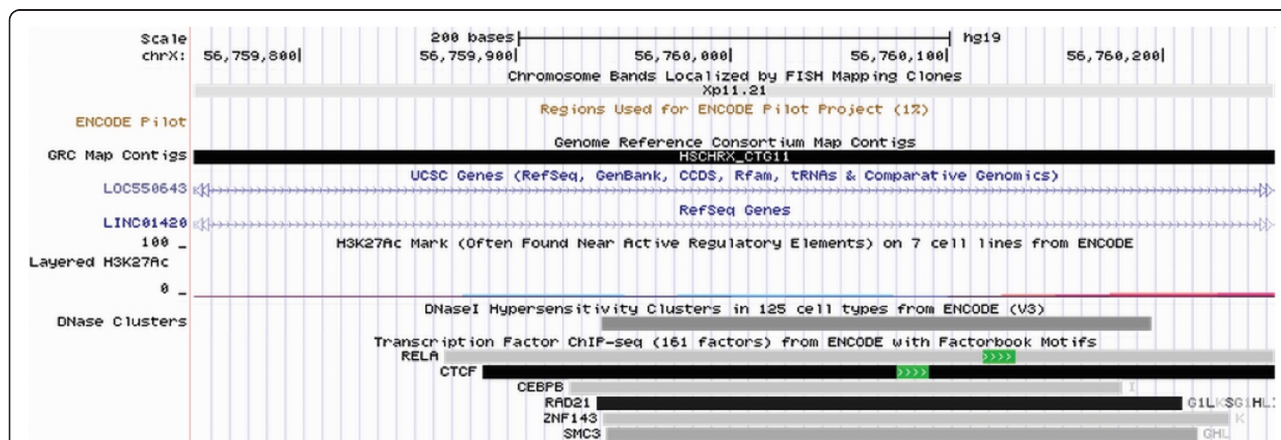 Scale 200 bases hg19
chrX: 56,759,800 56,759,900 56,760,000 56,760,100 56,760,200
Chromosome Bands Localized by FISH Mapping Clones
Xp11.21
Regions Used for ENCODE Pilot Project (1%)
ENCODE Pilot
Genome Reference Consortium Map Contigs
GRC Map Contigs HSCHRX_CTG11
UCSC Genes (RefSeq, GenBank, CCDS, Rfam, tRNAs & Comparative Genomics)
LOC550643
RefSeq Genes
LINC01420
100 H3K27Ac Mark (Often Found Near Active Regulatory Elements) on 7 cell lines from ENCODE
Layered H3K27Ac
0
DNaseI Hypersensitivity Clusters in 125 cell types from ENCODE (V3)
DNase Clusters
Transcription Factor ChIP-seq (161 factors) from ENCODE with Factorbook Motifs
RELA
CTCF
CEBPB I
RAD21
ZNF143 K
SMC3 GHL